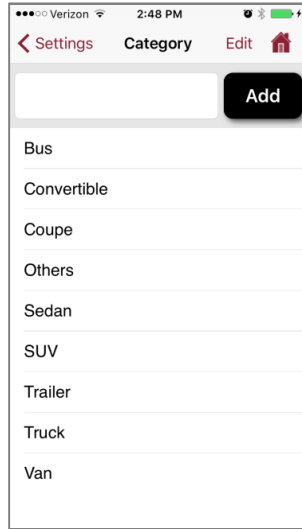 Verizon 2:48 PM
Settings Category Edit
Add
Bus
Convertible
Coupe
Others
Sedan
SUV
Trailer
Truck
Van